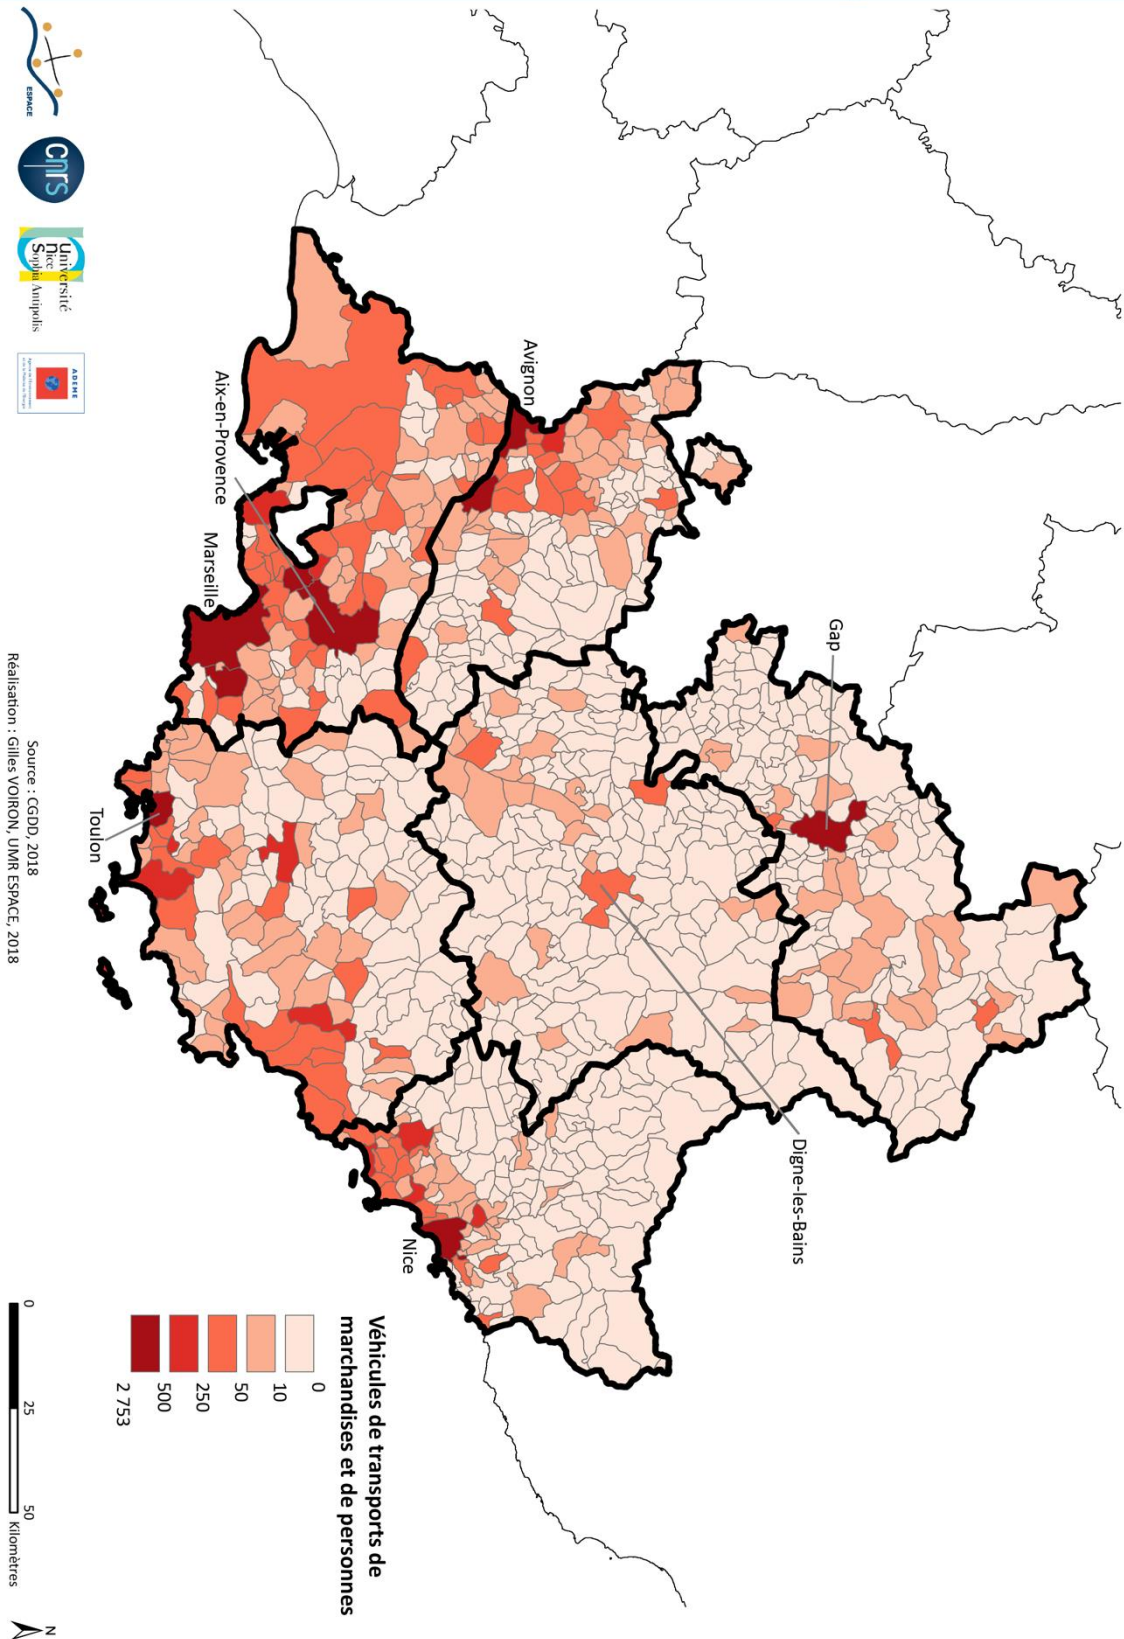 Gap
Digne-les-Bains
Avignon
Aix-en-Provence
Marseille
Toulon
Nice
Véhicules de transports de
marchandises et de personnes
0
10
50
250
500
2 753
0 25 50
Kilomètres
N
ESPACE
cnrs
Université
nice
Sophia Antipolis
ADEME
Source : CGDD, 2018
Réalisation : Gilles VOIRON, UMR ESPACE, 2018